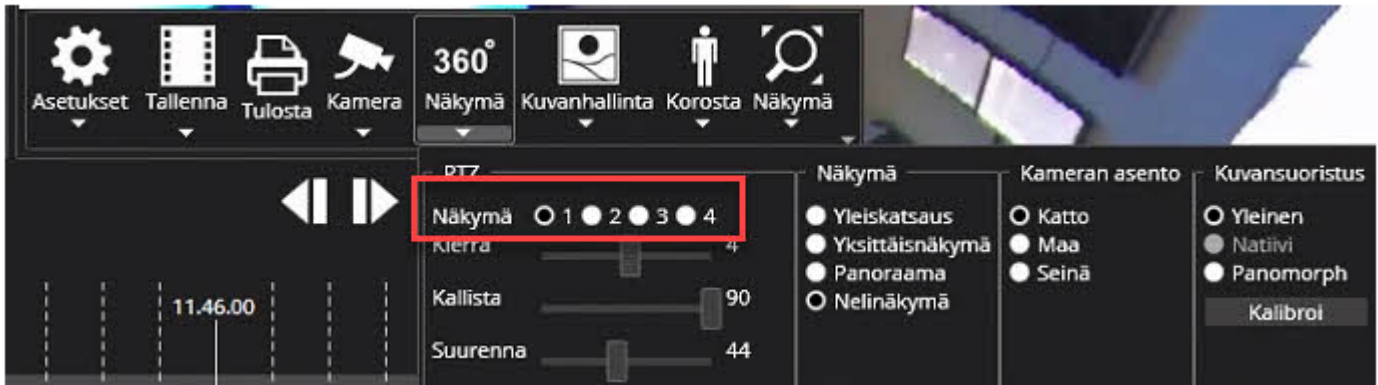 360°
Asetukset Tallenna Tulosta Kamera Näkymä Kuvanhallinta Korosta Näkymä
PTZ
Näkymä 1 2 3 4
Kierrä 4
Kallista 90
Suurenna 44
Näkymä
Yleiskatsaus
Yksittäisnäkymä
Panoraama
Nelinäkymä
Kameran asento
Katto
Maa
Seinä
Kuvansuoristus
Yleinen
Natiivi
Panomorph
Kalibroi
11.46.00